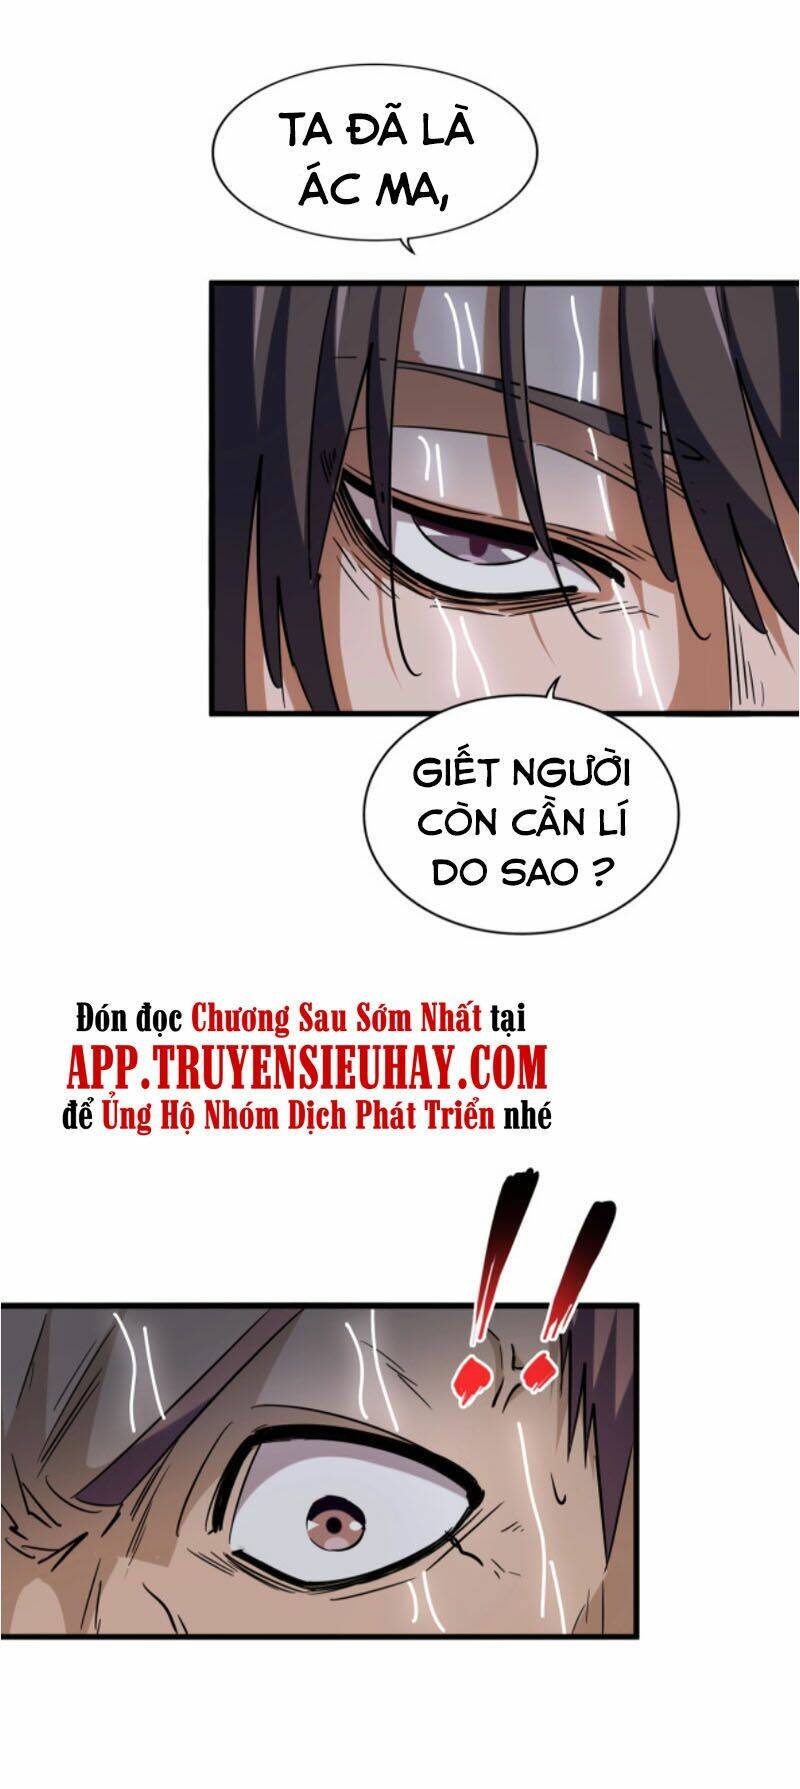 TA ĐÃ LÀ
ÁC MA,
GIẾT NGƯỜI
CÒN CẦN LÍ
DO SAO ?
Đón đọc Chương Sau Sớm Nhất tại
APP.TRUYENSIEUHAY.COM
để Ủng Hộ Nhóm Dịch Phát Triển nhé
!!